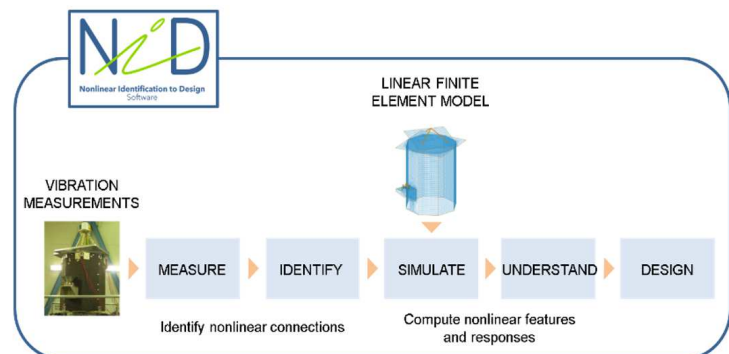 NiD
Nonlinear Identification to Design
Software
LINEAR FINITE
ELEMENT MODEL
VIBRATION
MEASUREMENTS
MEASURE
IDENTIFY
SIMULATE
UNDERSTAND
DESIGN
Identify nonlinear connections
Compute nonlinear features
and responses